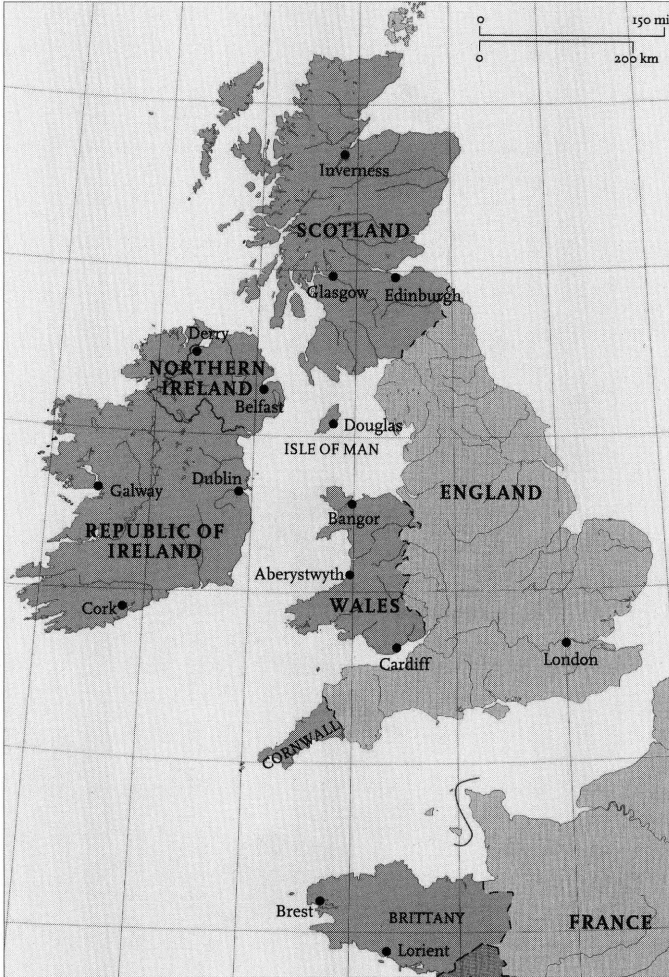 0 150 mi
0 200 km
Inverness
SCOTLAND
Glasgow Edinburgh
Derry
NORTHERN
IRELAND
Belfast
Douglas
ISLE OF MAN
Galway Dublin
ENGLAND
Bangor
REPUBLIC OF
IRELAND
Aberystwyth
WALES
Cork
Cardiff London
CORNWALL
Brest BRITTANY FRANCE
Lorient